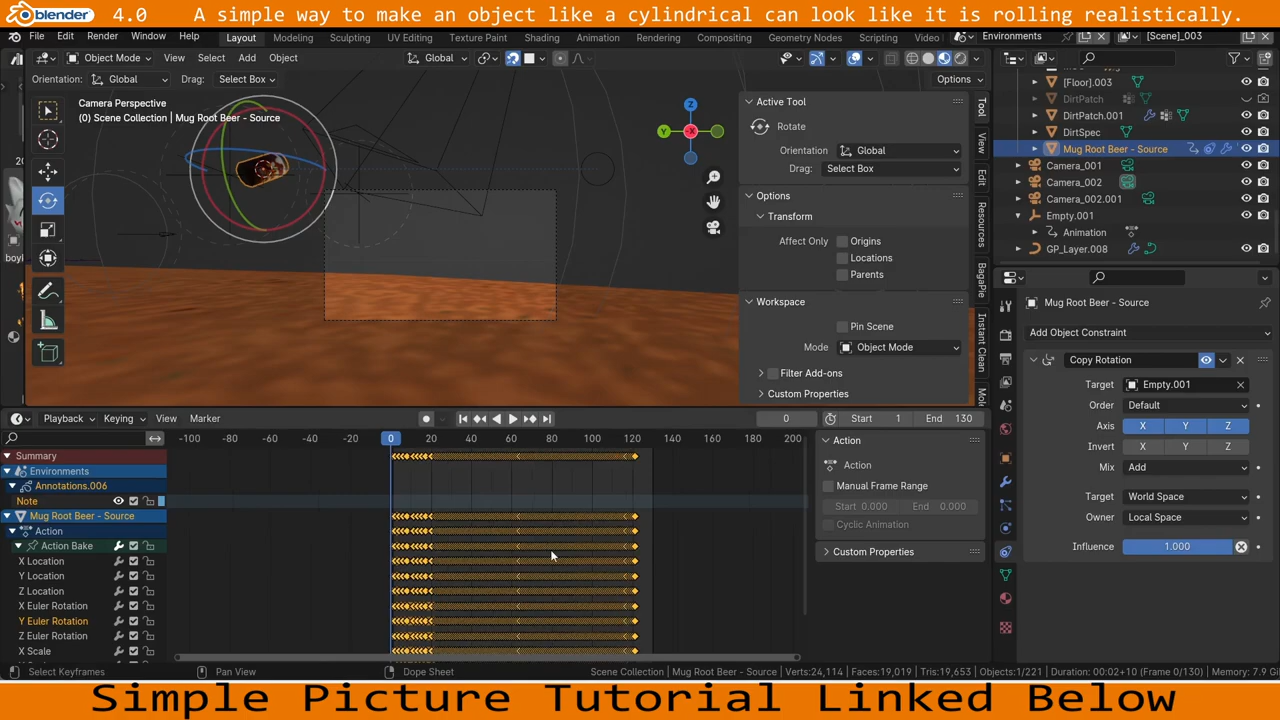 blender 4.0 A simple way to make an object like a cylindrical can look like it is rolling realistically.
File Edit Render Window Help Layout Modeling Sculpting UV Editing Texture Paint Shading Animation Rendering Compositing Geometry Nodes Scripting Video Environments [Scene]_003
Object Mode View Select Add Object Global
Orientation: Global Drag: Select Box Options
Camera Perspective
(0) Scene Collection | Mug Root Beer - Source
Z
Y
-X
Active Tool
Rotate
Orientation Global
Drag: Select Box
Options
Transform
Affect Only Origins
Locations
Parents
Workspace
Pin Scene
Mode Object Mode
Filter Add-ons
Custom Properties
Tool
View
Edit
Resources
BagaPie
Instant Clean
[Floor].003
DirtPatch
DirtPatch.001
DirtSpec
Mug Root Beer - Source
Camera_001
Camera_002
Camera_002.001
Empty.001
Animation
GP_Layer.008
Mug Root Beer - Source
Add Object Constraint
Copy Rotation
Target Empty.001
Order Default
Axis X Y Z
Invert X Y Z
Mix Add
Target World Space
Owner Local Space
Influence 1.000
Playback Keying View Marker 0 Start 1 End 130
-100 -80 -60 -40 -20 0 20 40 60 80 100 120 140 160 180 200
Summary
Environments
Annotations.006
Note
Mug Root Beer - Source
Action
Action Bake
X Location
Y Location
Z Location
X Euler Rotation
Y Euler Rotation
Z Euler Rotation
X Scale
Action
Action
Manual Frame Range
Start 0.000 End 0.000
Cyclic Animation
Custom Properties
Select Keyframes Pan View Dope Sheet Scene Collection | Mug Root Beer - Source | Verts:24,114 | Faces:19,019 | Tris:19,653 | Objects:1/221 | Duration: 00:02+10 (Frame 0/130) | Memory: 7.9
Simple Picture Tutorial Linked Below